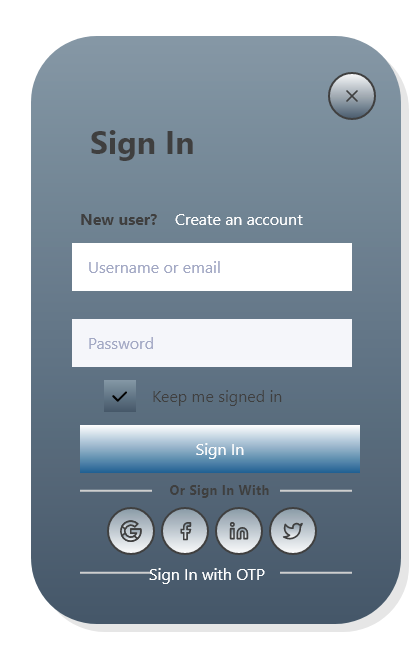 Sign In
New user? Create an account
Username or email
Password
Keep me signed in
Sign In
Or Sign In With
Sign In with OTP